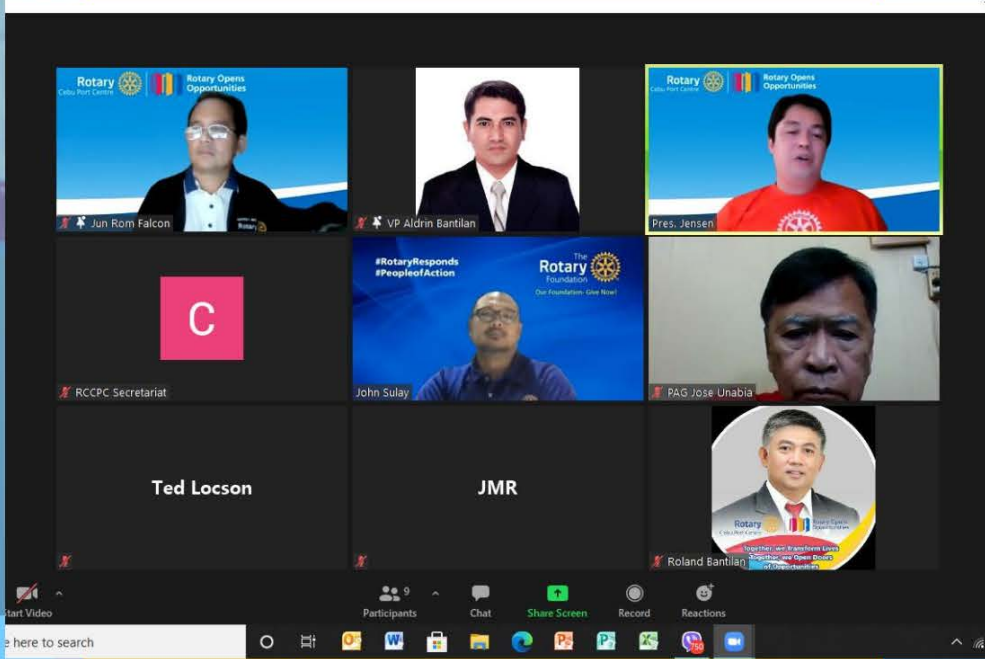 Rotary
Cebu Port Centre
Rotary Opens
Opportunities
Jun Rom Falcon
VP Aldrin Bantilan
Rotary
Cebu Port Centre
Rotary Opens
Opportunities
Pres. Jensen
C
RCCPC Secretariat
#RotaryResponds
#PeopleofAction
The
Rotary
Foundation
Our Foundation- Give Now!
John Sulay
PAG Jose Unabia
Ted Locson
JMR
Rotary
Cebu Port Centre
Rotary Opens
Opportunities
Together, we Transform Lives
Together, we Open Doors
of Opportunities
Roland Bantilan
Start Video
9
Participants
Chat
Share Screen
Record
Reactions
e here to search
750